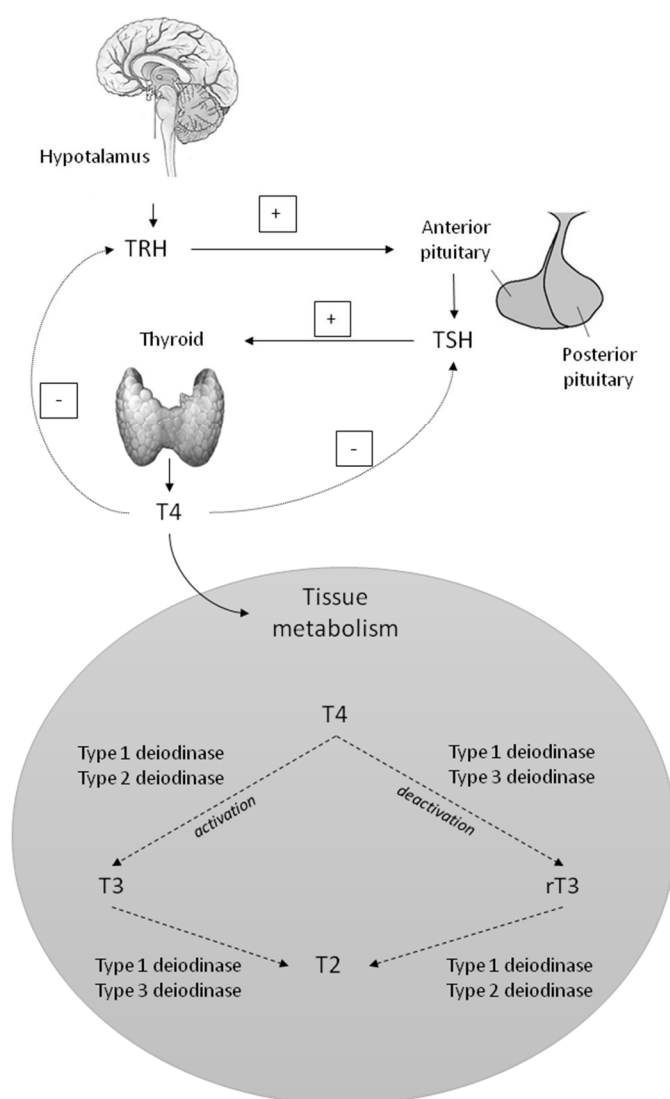 Hypotalamus
+
TRH
Anterior
pituitary
+
Thyroid
TSH
Posterior
pituitary
-
-
T4
Tissue
metabolism
T4
Type 1 deiodinase
Type 2 deiodinase
Type 1 deiodinase
Type 3 deiodinase
activation
deactivation
T3
rT3
T2
Type 1 deiodinase
Type 3 deiodinase
Type 1 deiodinase
Type 2 deiodinase